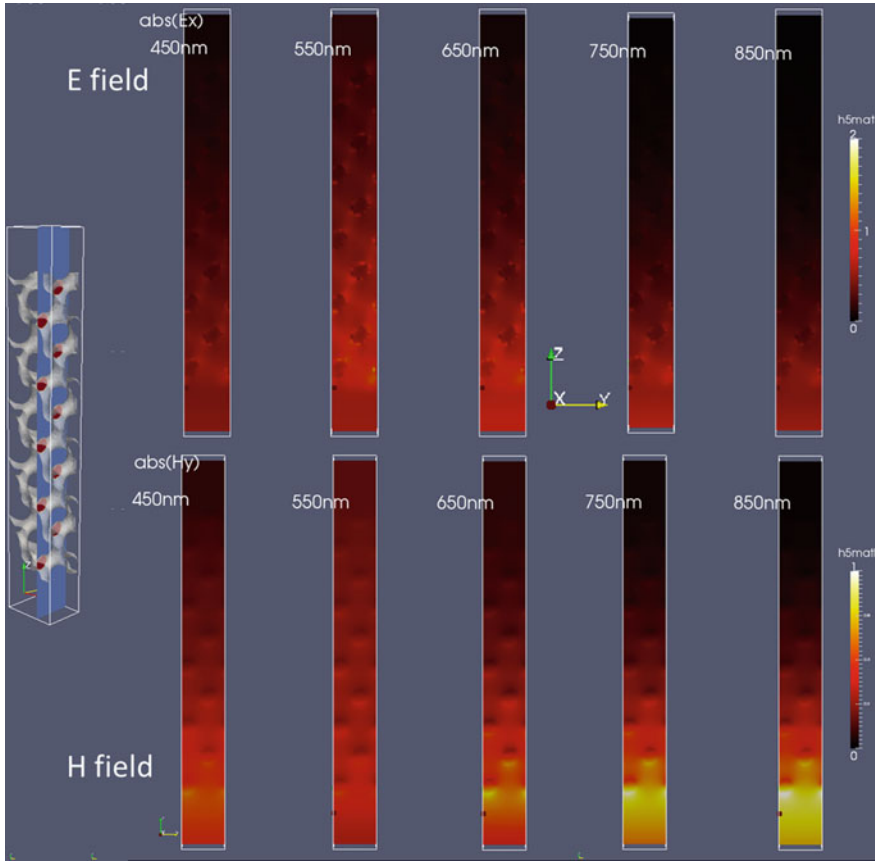 abs(Ex)
450nm
550nm
650nm
750nm
850nm
E field
h5mat
2
1
0
Z
X
Y
abs(Hy)
450nm
550nm
650nm
750nm
850nm
h5mat
1
0
H field